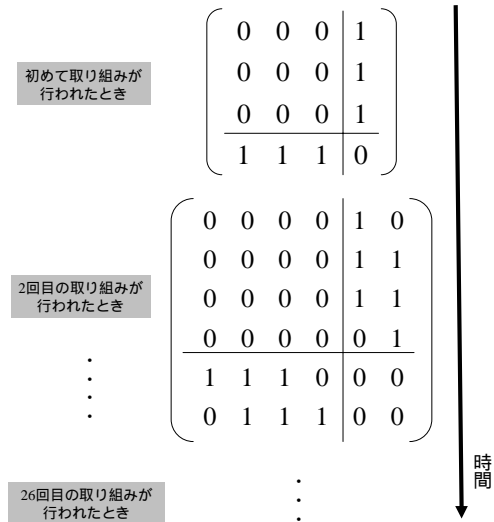 0 0 0 1
0 0 0 1
0 0 0 1
1 1 1 0
初めて取り組みが
行われたとき
0 0 0 0 1 0
0 0 0 0 1 1
0 0 0 0 1 1
0 0 0 0 0 1
1 1 1 0 0 0
0 1 1 1 0 0
2回目の取り組みが
行われたとき
・・・・
時間
26回目の取り組みが
行われたとき
・・・